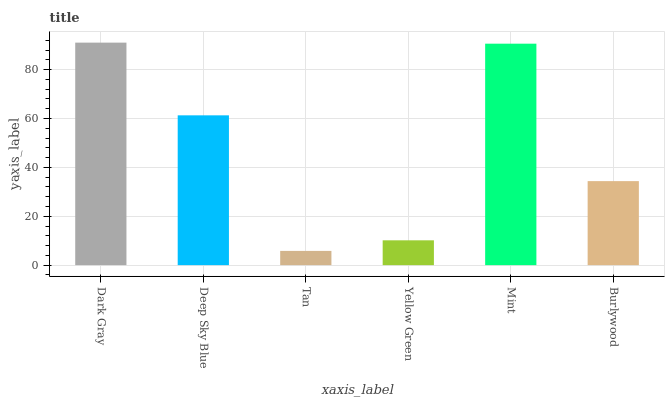 title
yaxis_label
80
60
40
20
0
Dark Gray
Deep Sky Blue
Tan
Yellow Green
Mint
Burlywood
xaxis_label